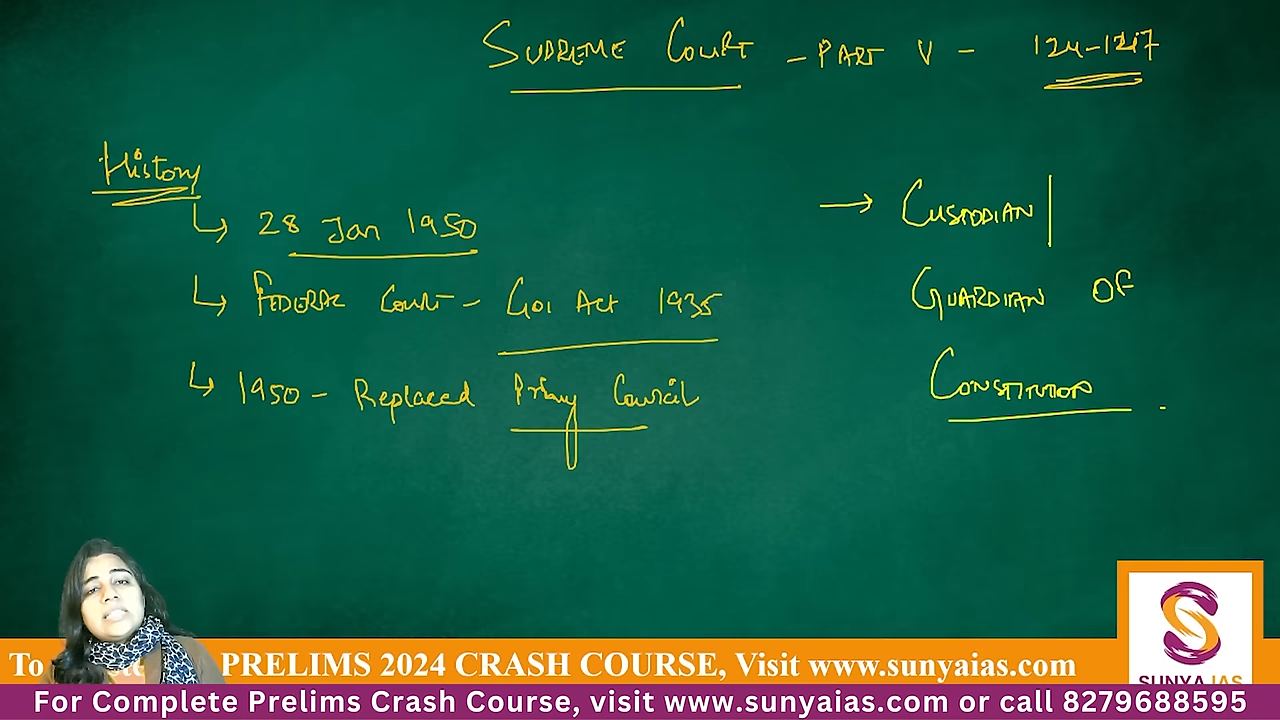 SUPREME COURT - PART V - 124-147
History
↳ 28 Jan 1950
↳ FEDERAL COURT - GOI Act 1935
↳ 1950 - Replaced Privy Council
→ CUSTODIAN |
GUARDIAN OF
CONSTITUTION
To PRELIMS 2024 CRASH COURSE, Visit www.sunyaias.com
SUNYA IAS
For Complete Prelims Crash Course, visit www.sunyaias.com or call 8279688595